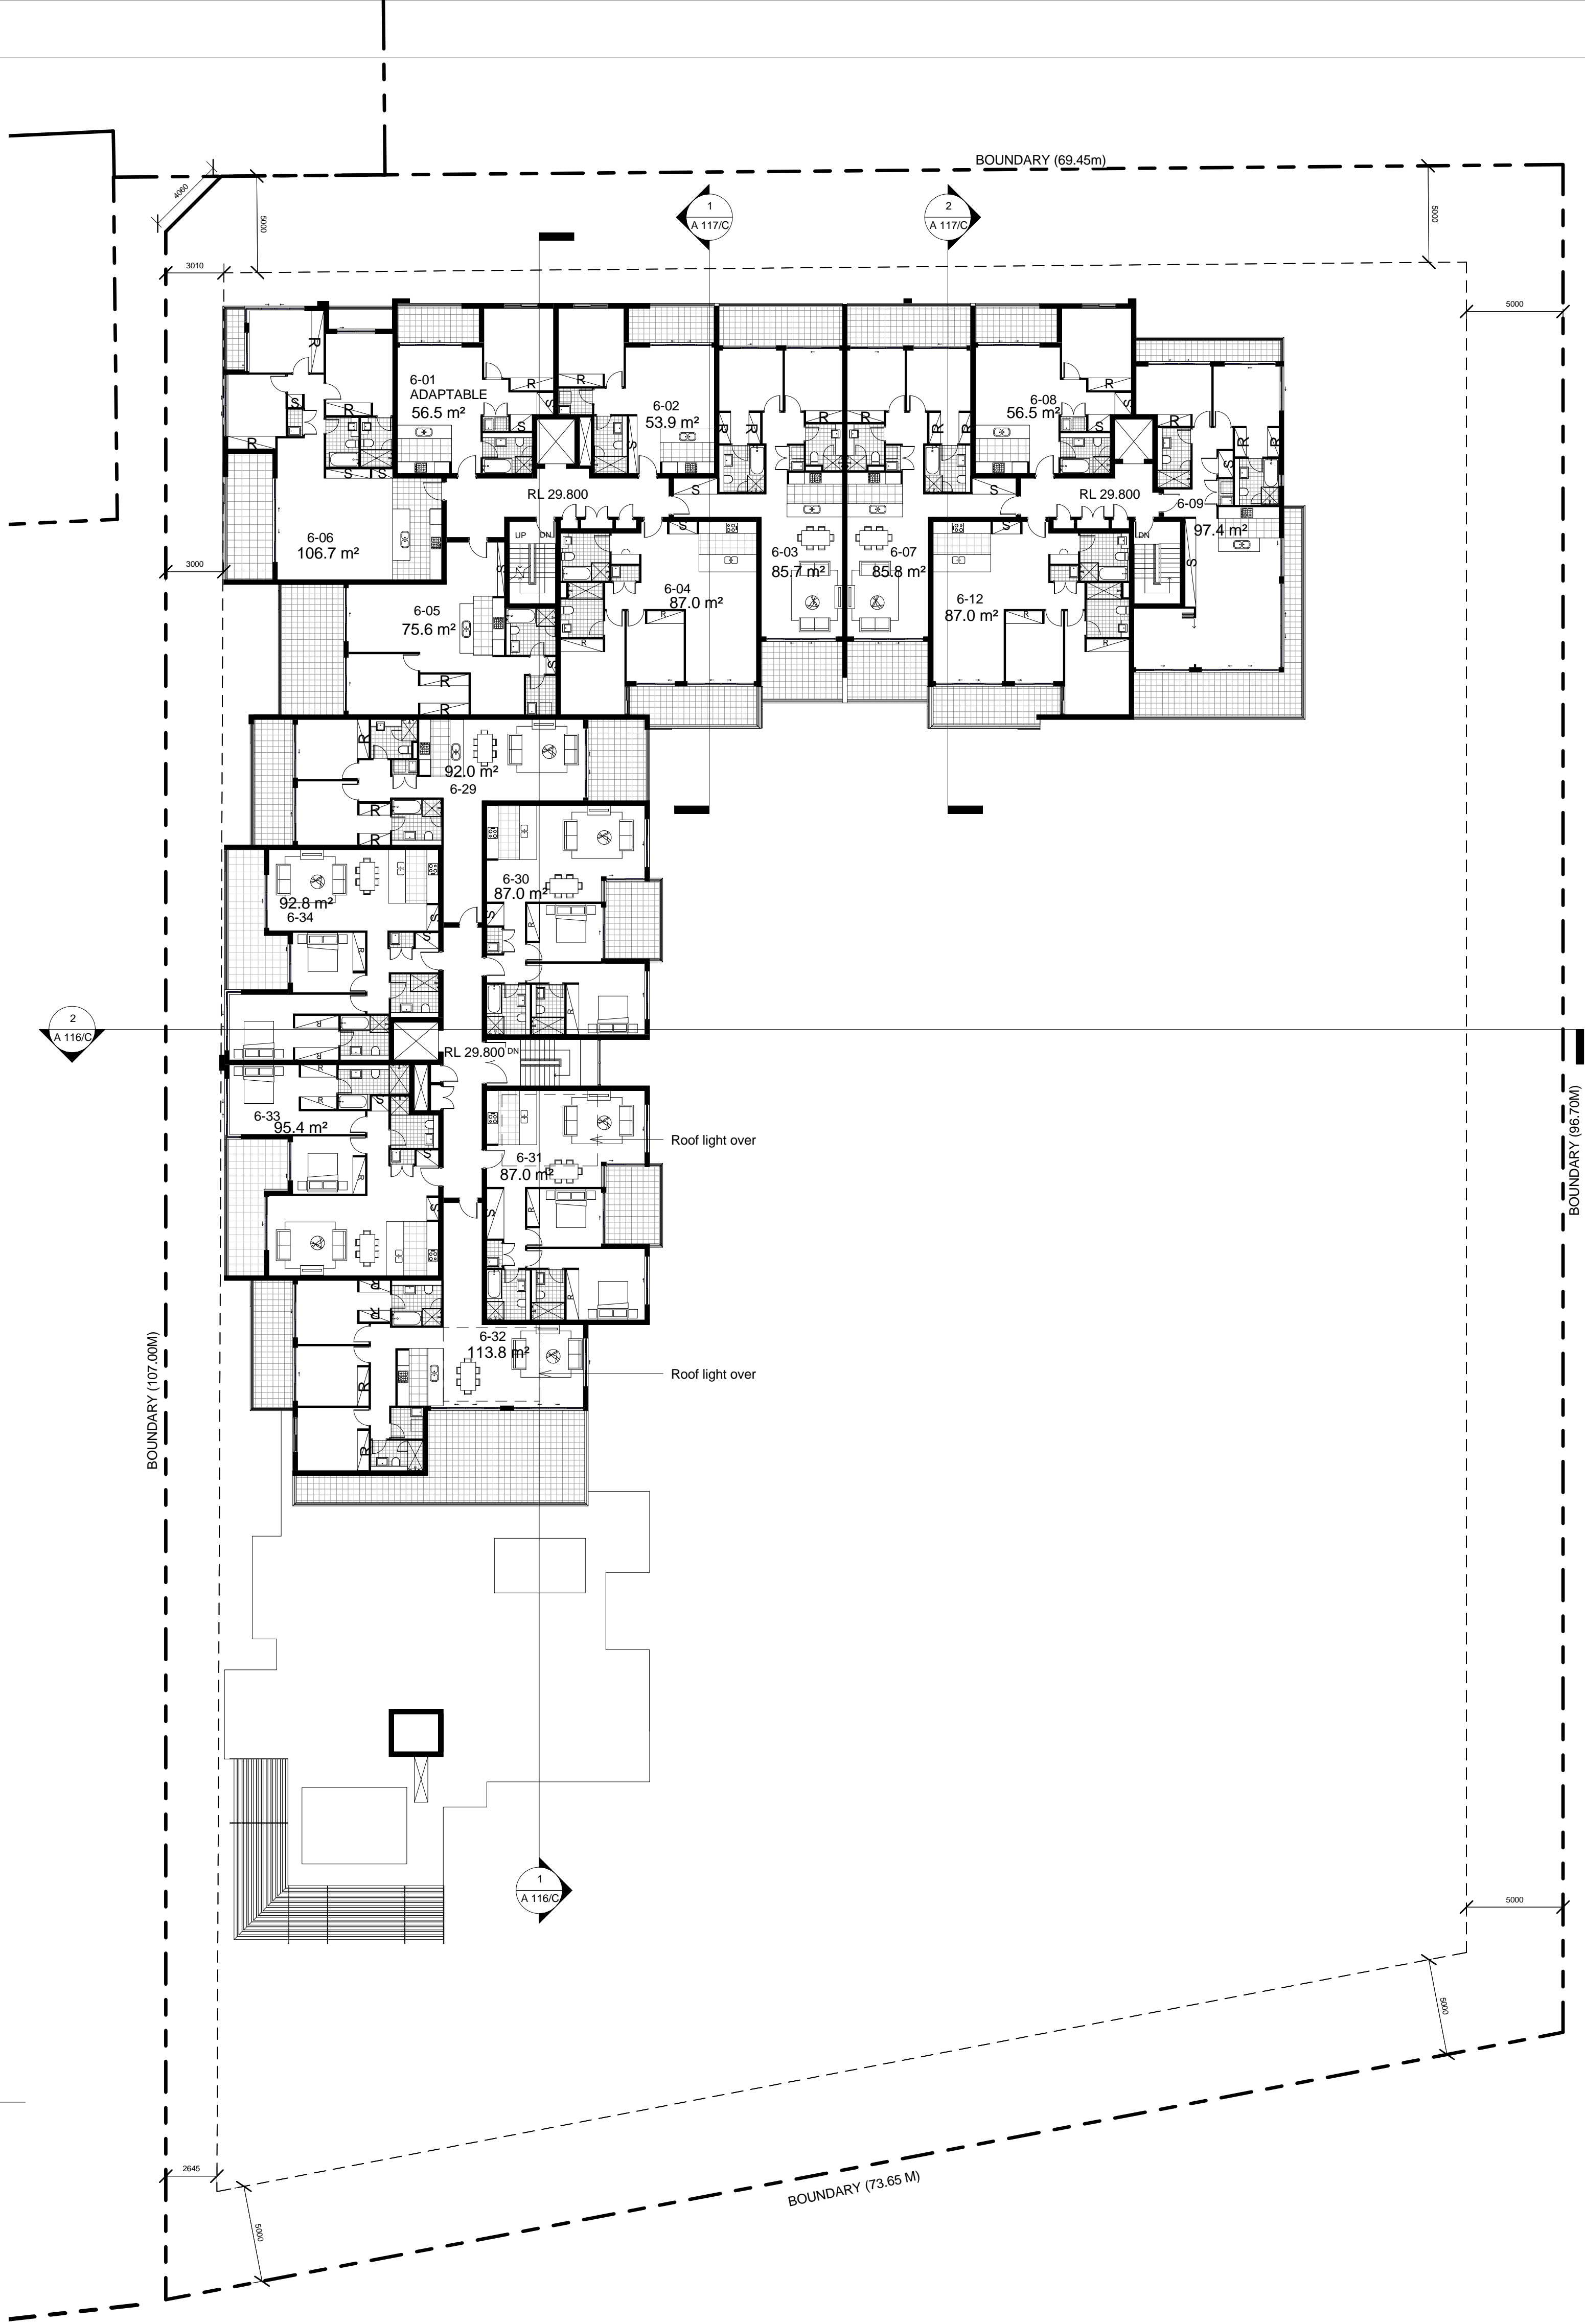 BOUNDARY (69.45m)
4060
5000
1
A 117/C
2
A 117/C
5000
3010
5000
R
6-01
ADAPTABLE
56.5 m²
R
S
R
6-02
53.9 m²
S
6-08
56.5 m²
R
S
S
R
R
S
S
R
R
R
R
R
R
R
S
R
R
R
S
S
S
RL 29.800
S
S
RL 29.800
6-09
97.4 m²
6-06
106.7 m²
UP
DN
S
S
DN
3000
S
6-03
85.7 m²
6-07
85.8 m²
S
6-04
87.0 m²
6-12
87.0 m²
6-05
75.6 m²
R
R
R
R
S
R
R
R
R
92.0 m²
6-29
R
R
6-30
87.0 m²
92.8 m²
6-34
S
S
R
S
R
R
R
2
A 116/C
R
RL 29.800
DN
R
R
S
6-33
95.4 m²
BOUNDARY (96.70M)
Roof light over
S
6-31
87.0 m²
R
S
S
R
R
R
R
6-32
113.8 m²
Roof light over
R
R
BOUNDARY (107.00M)
1
A 116/C
5000
5000
2645
BOUNDARY (73.65 M)
5000